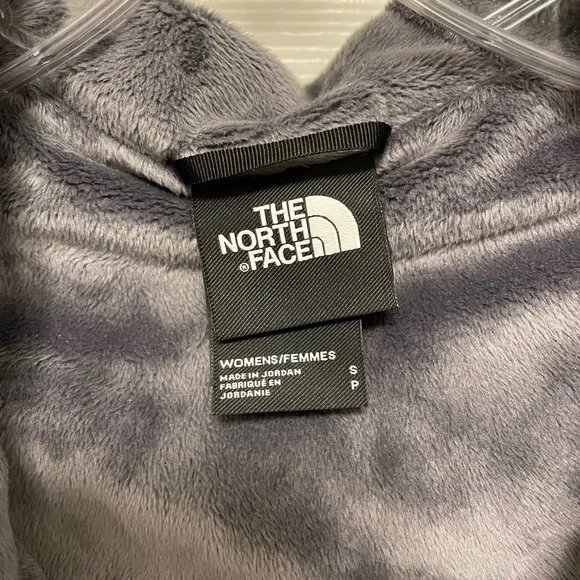 THE
NORTH
FACE
®
WOMENS/FEMMES
MADE IN JORDAN
FABRIQUÉ EN
JORDANIE
S
P